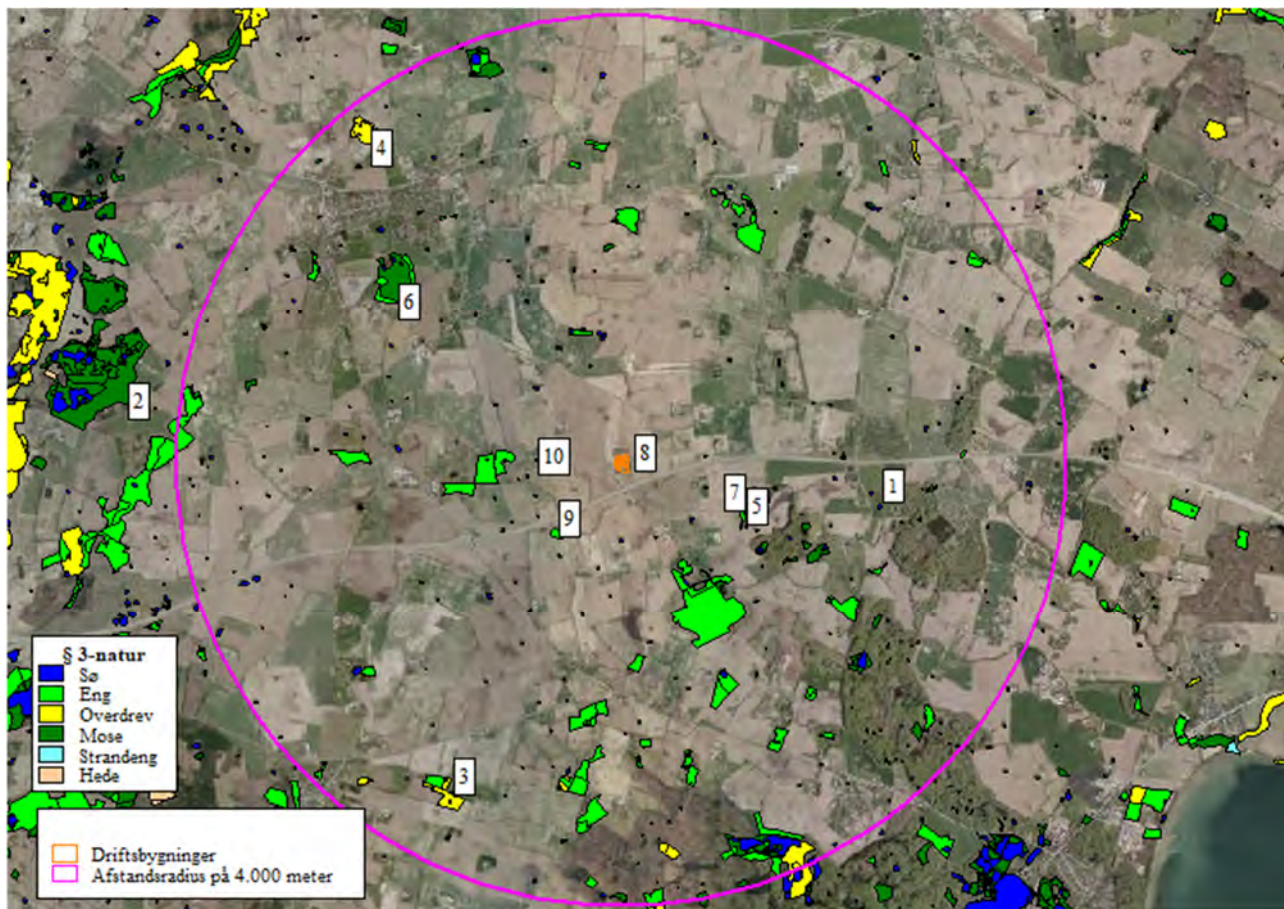 4
6
2
8
10
1
7
5
9
§ 3-natur
Sø
Eng
Overdrev
Mose
Strandeng
Hede
3
Driftsbygninger
Afstandsradius på 4.000 meter